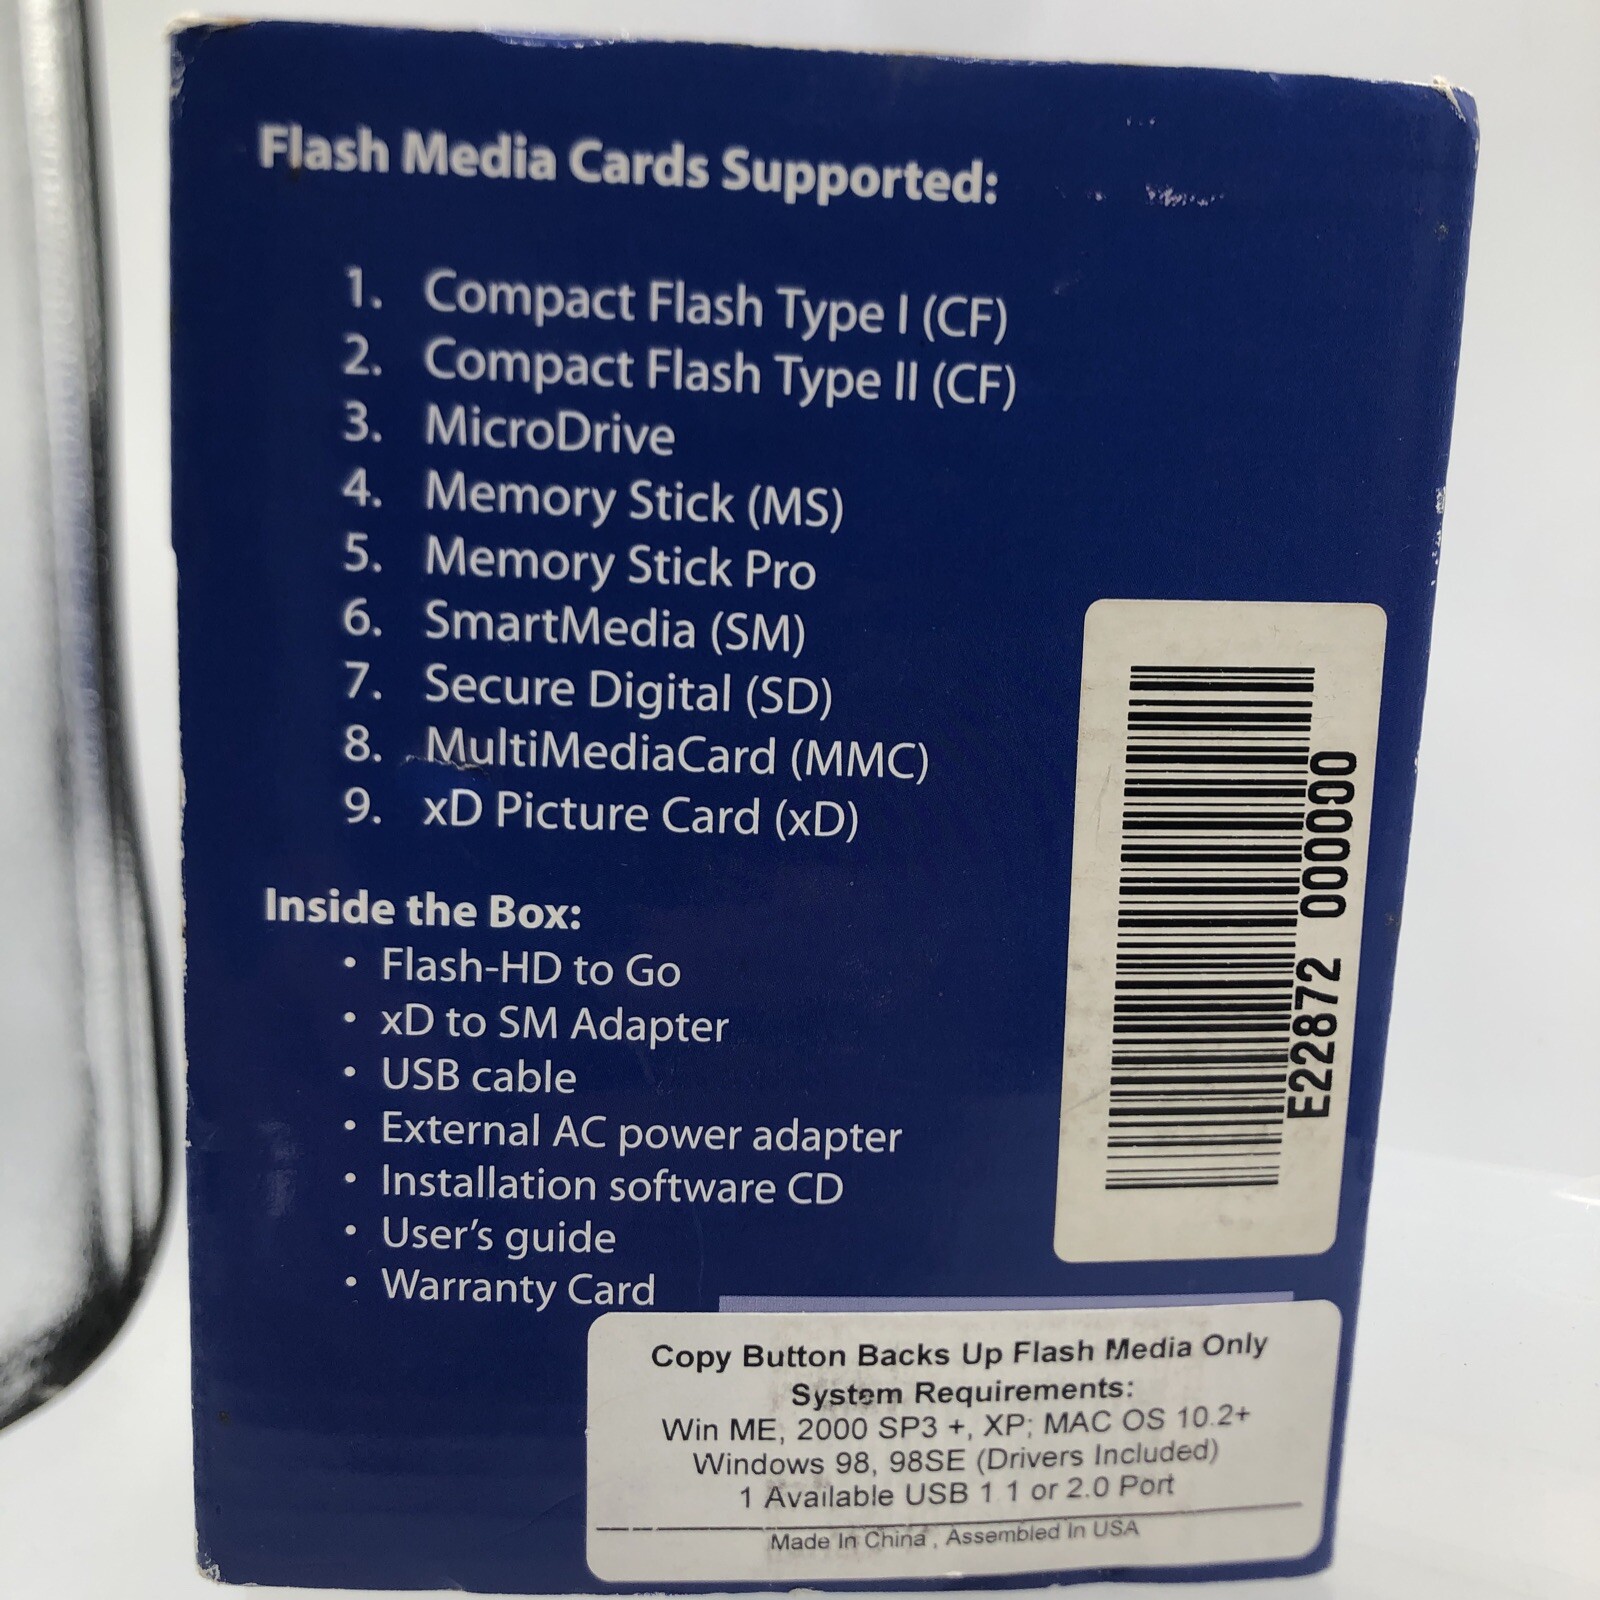 Flash Media Cards Supported:
1. Compact Flash Type I (CF)
2. Compact Flash Type II (CF)
3. MicroDrive
4. Memory Stick (MS)
5. Memory Stick Pro
6. SmartMedia (SM)
7. Secure Digital (SD)
8. MultiMediaCard (MMC)
9. xD Picture Card (xD)
Inside the Box:
• Flash-HD to Go
• xD to SM Adapter
• USB cable
• External AC power adapter
• Installation software CD
• User's guide
• Warranty Card
E22872 000000
Copy Button Backs Up Flash Media Only
System Requirements:
Win ME, 2000 SP3 +, XP; MAC OS 10.2+
Windows 98, 98SE (Drivers Included)
1 Available USB 1 1 or 2.0 Port
Made In China , Assembled In USA